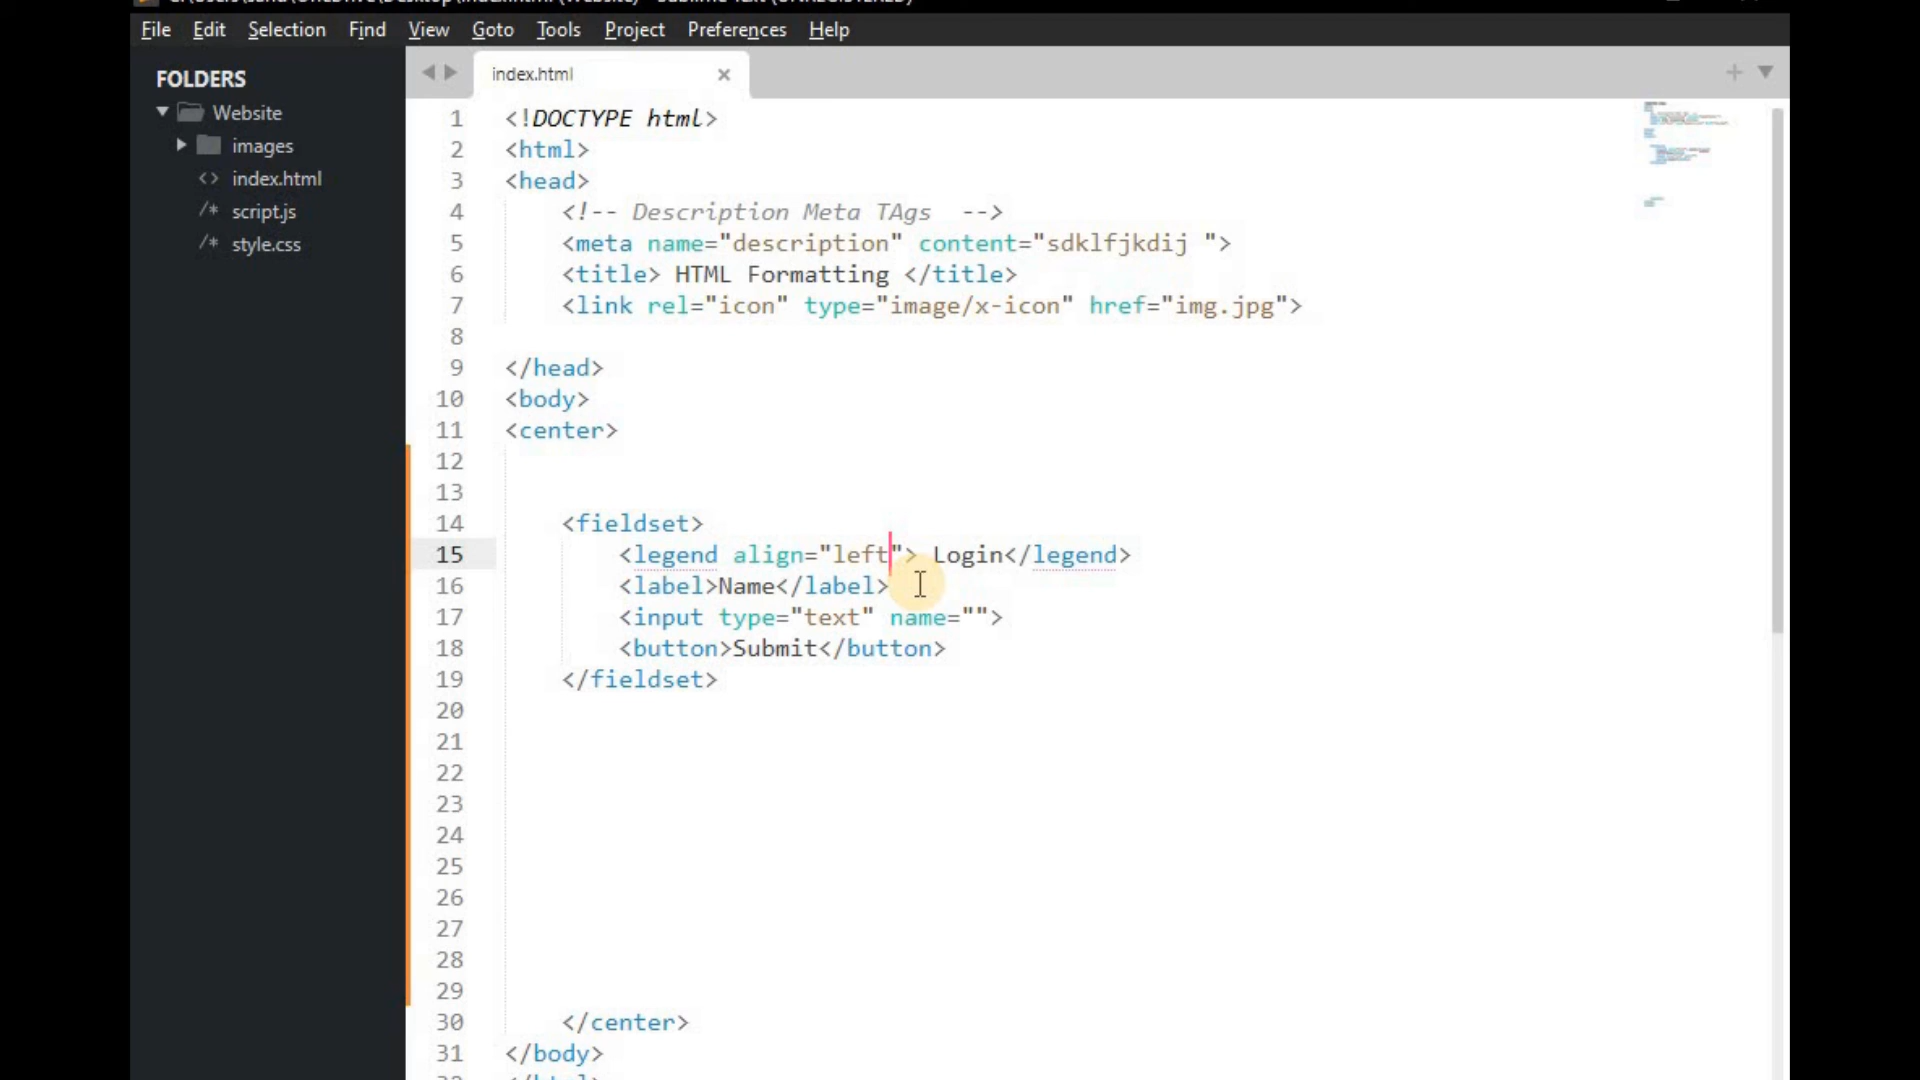 File Edit Selection Find View Goto Tools Project Preferences Help
FOLDERS
Website
images
index.html
script.js
style.css
index.html
1 <!DOCTYPE html>
2 <html>
3 <head>
4 <!-- Description Meta TAgs -->
5 <meta name="description" content="sdklfjkdij ">
6 <title> HTML Formatting </title>
7 <link rel="icon" type="image/x-icon" href="img.jpg">
8
9 </head>
10 <body>
11 <center>
12
13
14 <fieldset>
15 <legend align="left"> Login</legend>
16 <label>Name</label>
17 <input type="text" name="">
18 <button>Submit</button>
19 </fieldset>
20
21
22
23
24
25
26
27
28
29
30 </center>
31 </body>